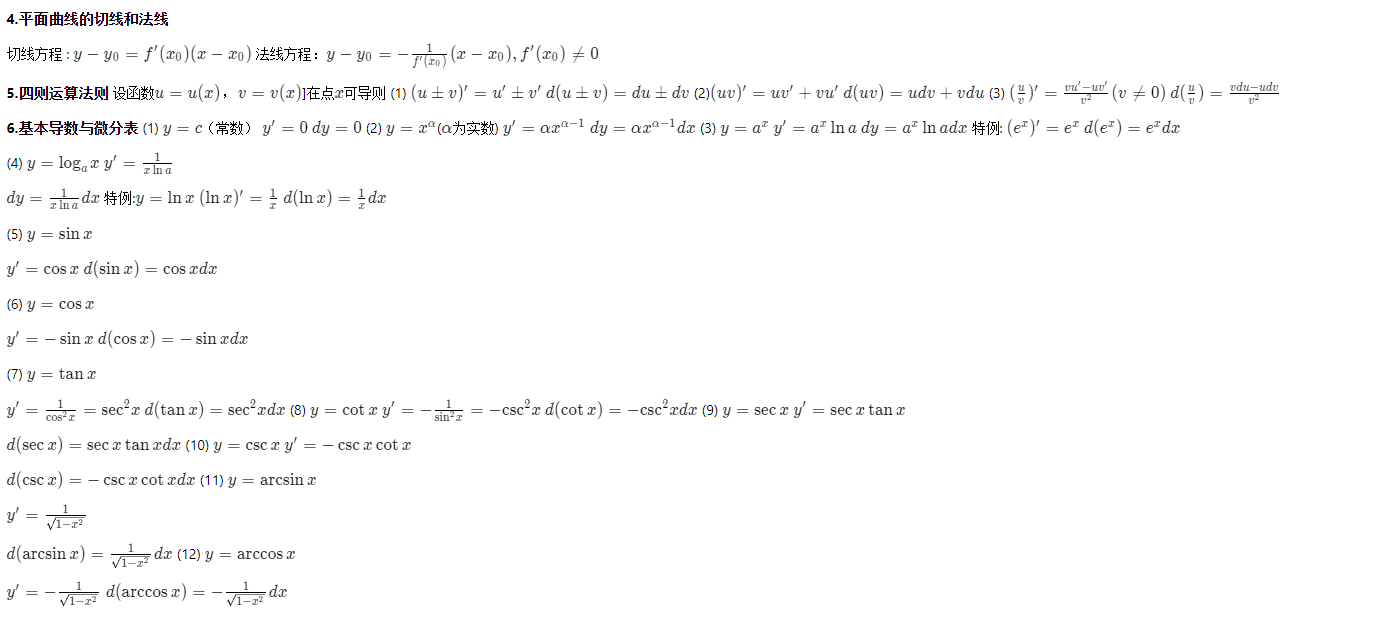 4.平面曲线的切线和法线
切线方程 : $y - y_0 = f'(x_0)(x - x_0)$ 法线方程：$y - y_0 = -\frac{1}{f'(x_0)}(x - x_0), f'(x_0) \neq 0$
5.四则运算法则 设函数$u = u(x)$，$v = v(x)$]在点$x$可导则 (1) $(u \pm v)' = u' \pm v'$ $d(u \pm v) = du \pm dv$ (2)$(uv)' = uv' + vu'$ $d(uv) = udv + vdu$ (3) $(\frac{u}{v})' = \frac{vu' - uv'}{v^2}(v \neq 0)$ $d(\frac{u}{v}) = \frac{vdu - udv}{v^2}$
6.基本导数与微分表 (1) $y = c$（常数） $y' = 0$ $dy = 0$ (2) $y = x^\alpha$($\alpha$为实数) $y' = \alpha x^{\alpha - 1}$ $dy = \alpha x^{\alpha - 1}dx$ (3) $y = a^x$ $y' = a^x \ln a$ $dy = a^x \ln adx$ 特例: $(e^x)' = e^x$ $d(e^x) = e^x dx$
(4) $y = \log_a x$ $y' = \frac{1}{x \ln a}$
$dy = \frac{1}{x \ln a}dx$ 特例:$y = \ln x$ $(\ln x)' = \frac{1}{x}$ $d(\ln x) = \frac{1}{x}dx$
(5) $y = \sin x$
$y' = \cos x$ $d(\sin x) = \cos xdx$
(6) $y = \cos x$
$y' = -\sin x$ $d(\cos x) = -\sin xdx$
(7) $y = \tan x$
$y' = \frac{1}{\cos^2 x} = \sec^2 x$ $d(\tan x) = \sec^2 xdx$ (8) $y = \cot x$ $y' = -\frac{1}{\sin^2 x} = -\csc^2 x$ $d(\cot x) = -\csc^2 xdx$ (9) $y = \sec x$ $y' = \sec x \tan x$
$d(\sec x) = \sec x \tan xdx$ (10) $y = \csc x$ $y' = -\csc x \cot x$
$d(\csc x) = -\csc x \cot xdx$ (11) $y = \arcsin x$
$y' = \frac{1}{\sqrt{1 - x^2}}$
$d(\arcsin x) = \frac{1}{\sqrt{1 - x^2}}dx$ (12) $y = \arccos x$
$y' = -\frac{1}{\sqrt{1 - x^2}}$ $d(\arccos x) = -\frac{1}{\sqrt{1 - x^2}}dx$